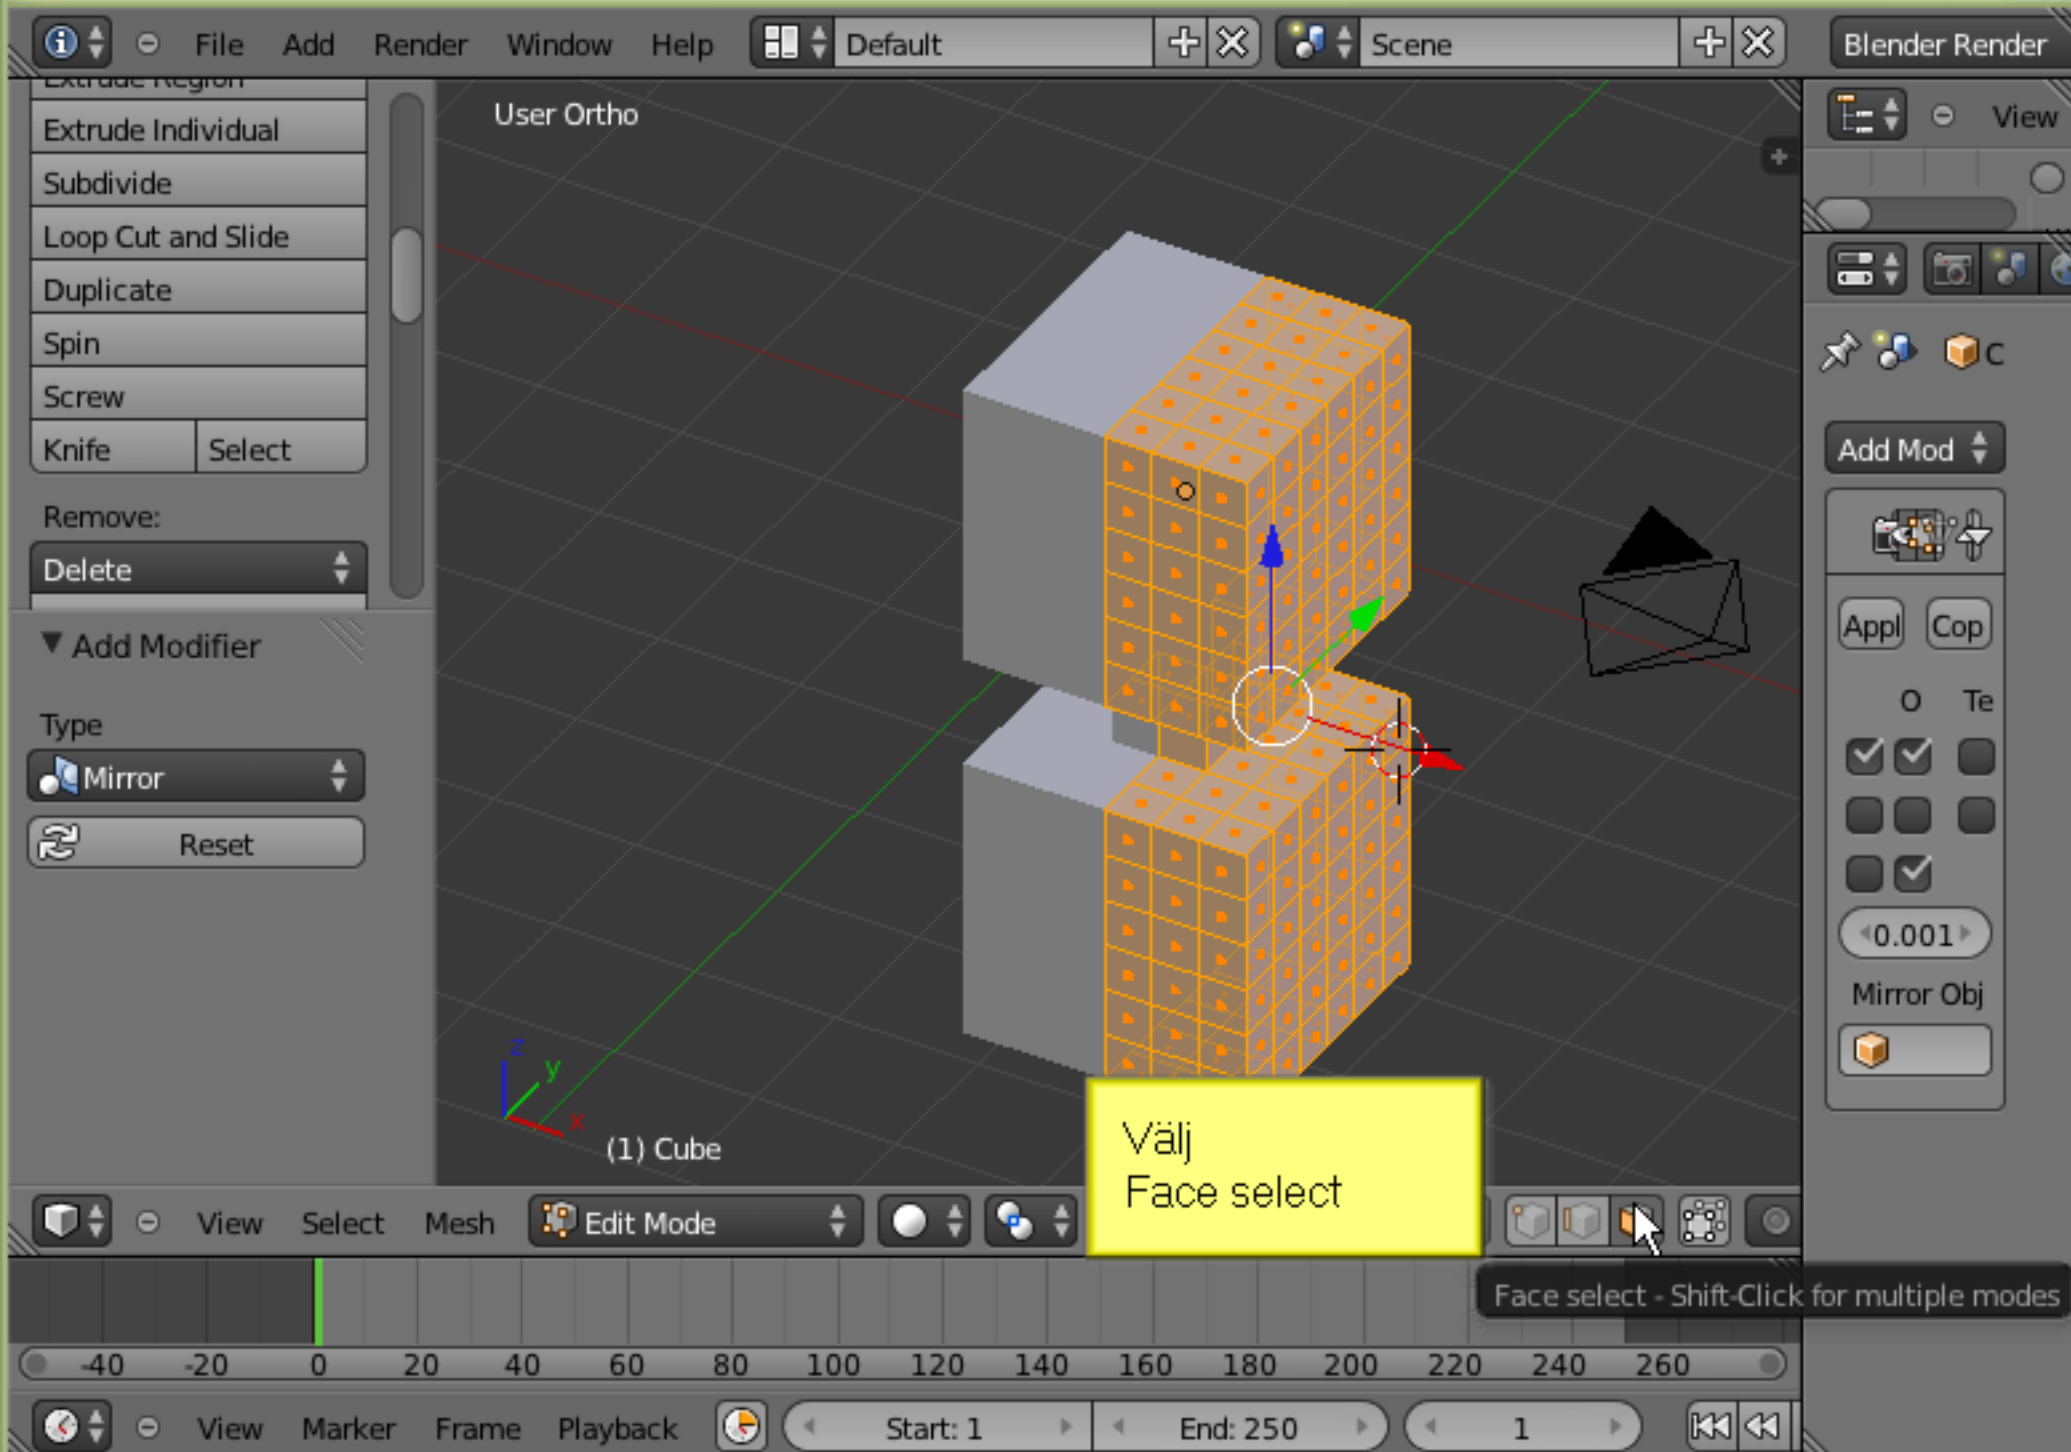 File Add Render Window Help Default Scene Blender Render
Extrude Region
Extrude Individual
Subdivide
Loop Cut and Slide
Duplicate
Spin
Screw
Knife Select
Remove:
Delete
Add Modifier
Type
Mirror
Reset
User Ortho
z
y
x
(1) Cube
Välj
Face select
View
C
Add Mod
Appl Cop
O Te
0.001
Mirror Obj
View Select Mesh Edit Mode
Face select - Shift-Click for multiple modes
-40 -20 0 20 40 60 80 100 120 140 160 180 200 220 240 260
View Marker Frame Playback Start: 1 End: 250 1